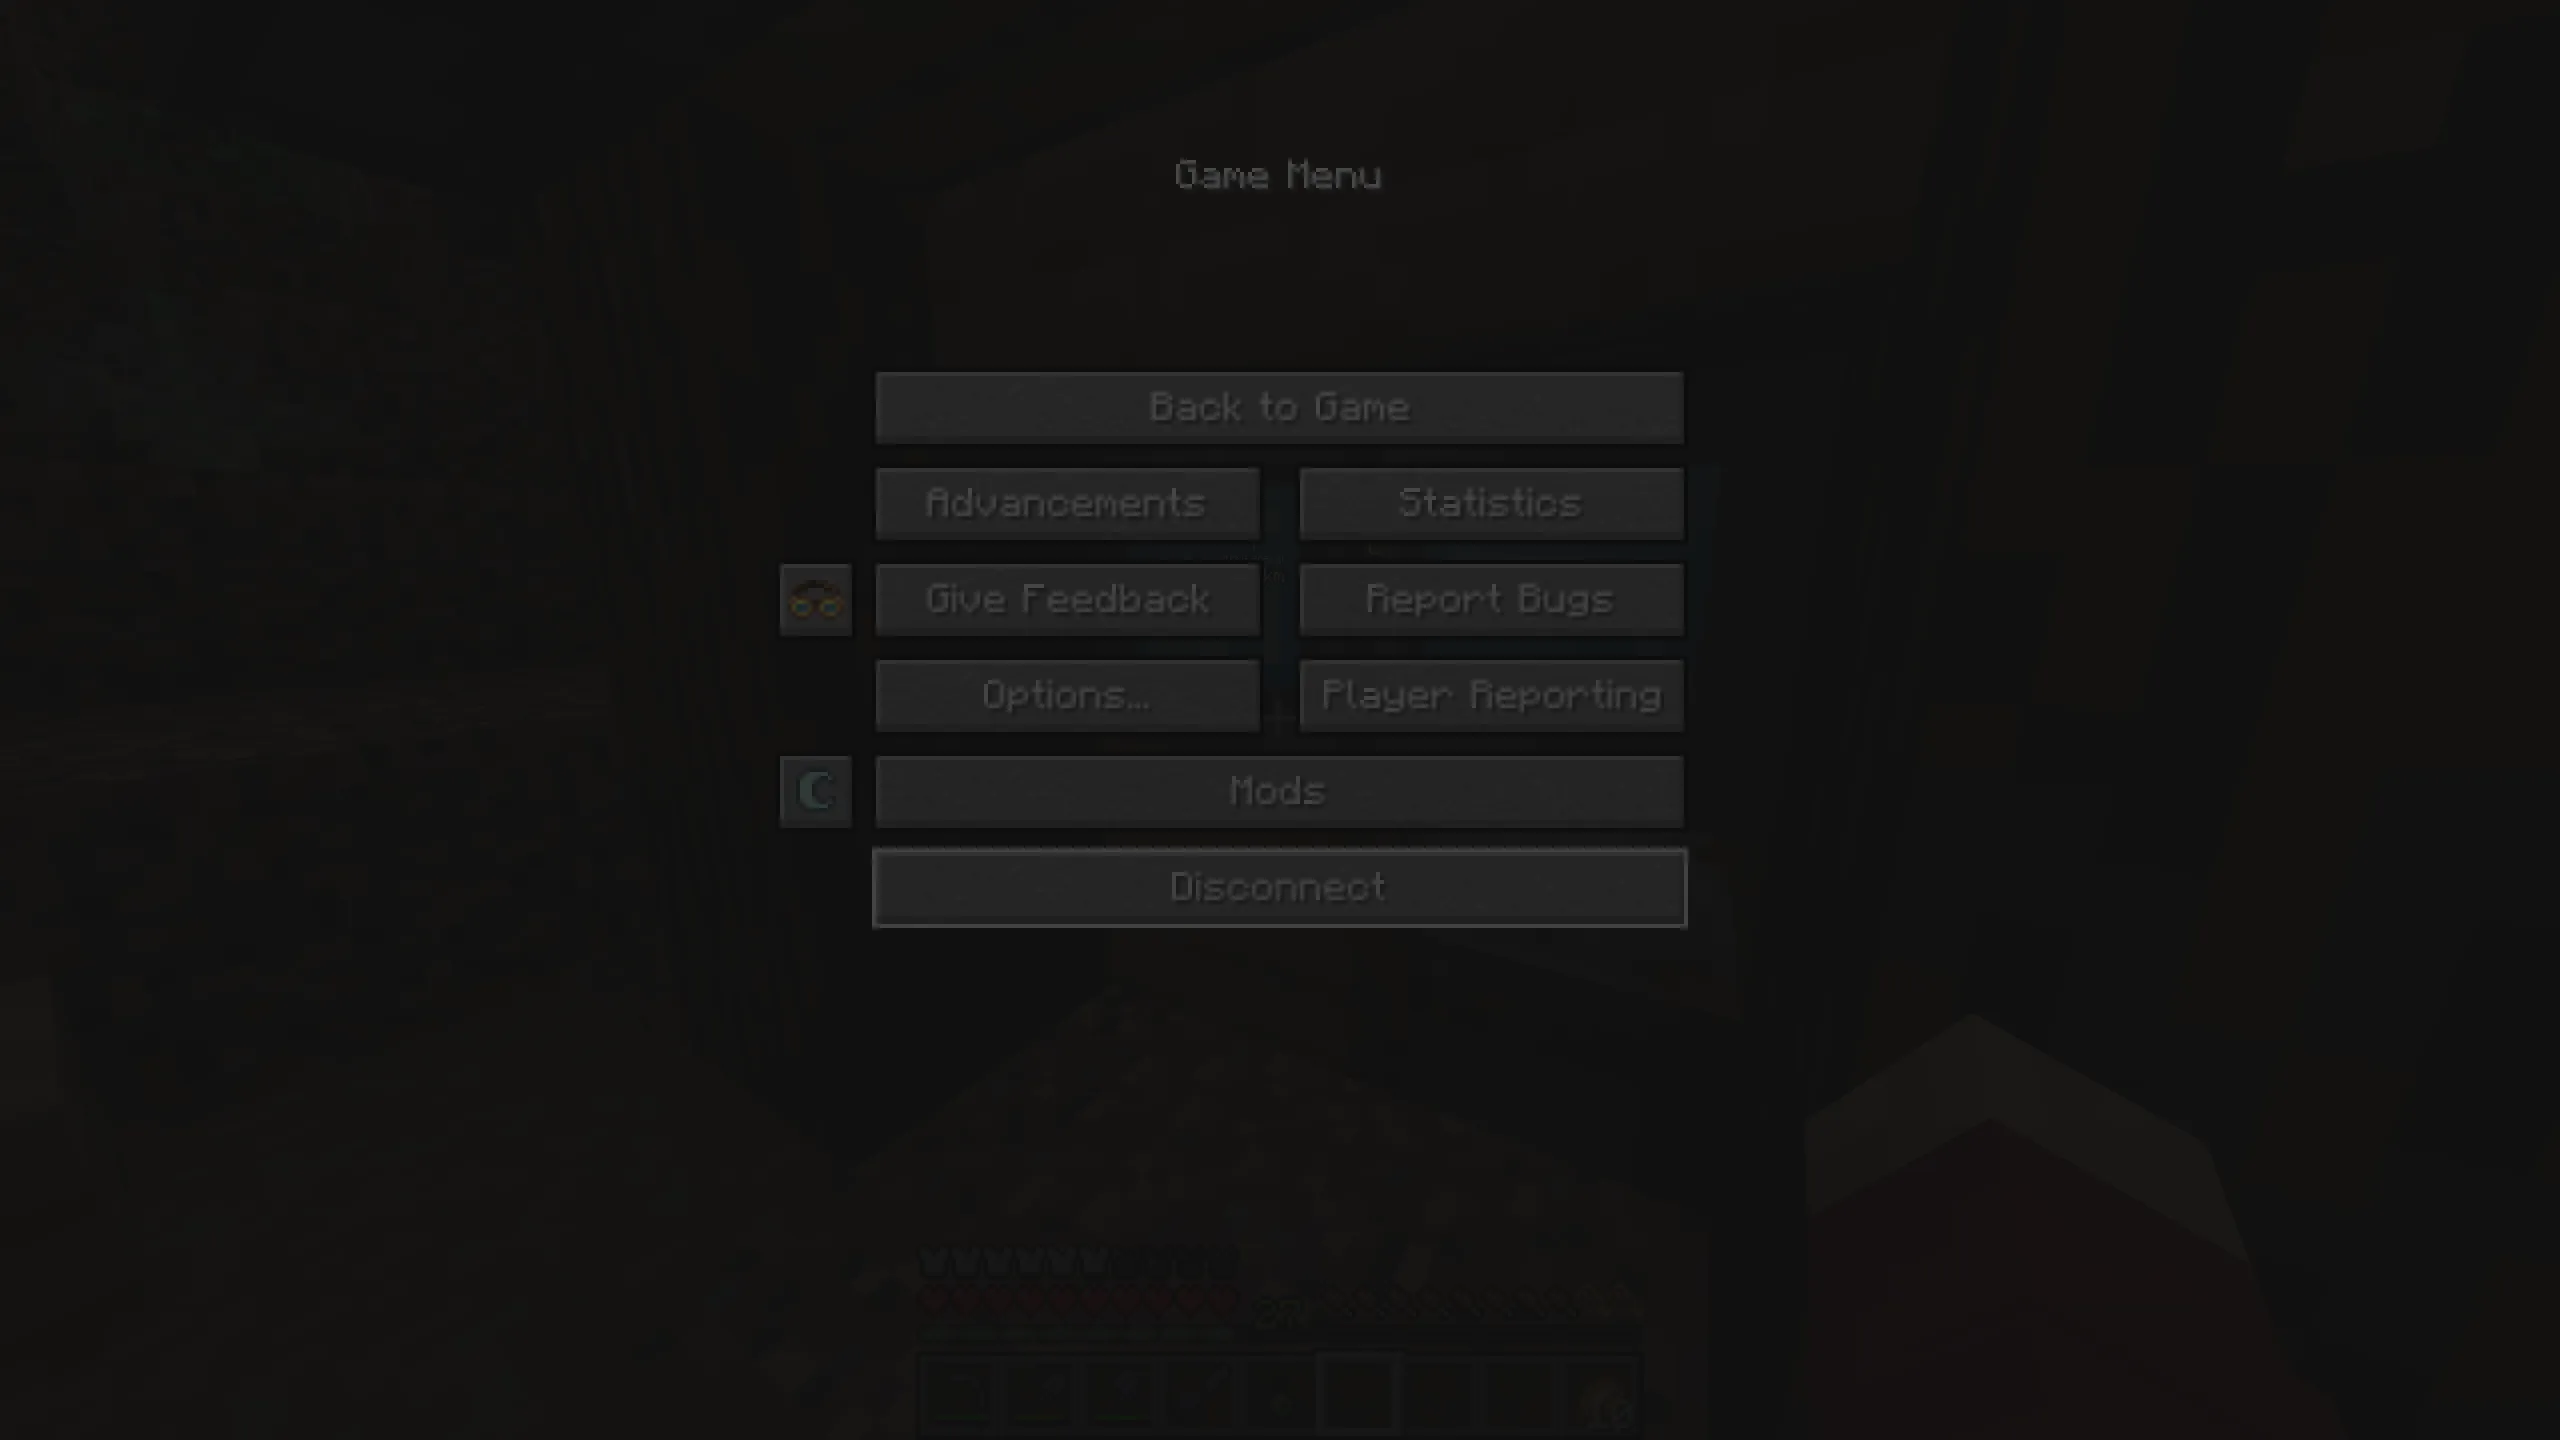 Game Menu
Back to Game
Advancements
Statistics
Give Feedback
Report Bugs
Options...
Player Reporting
Mods
Disconnect